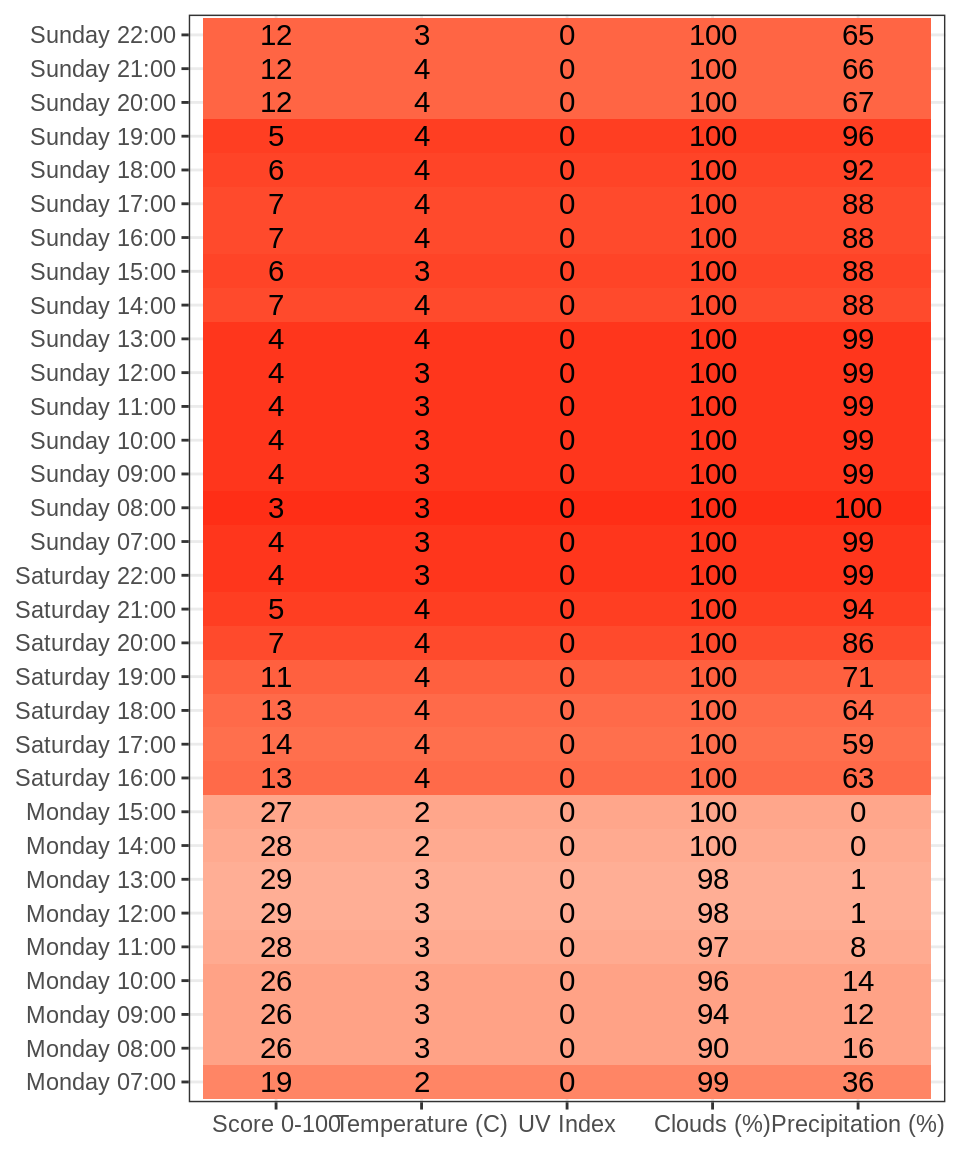 Sunday 22:00 12 3 0 100 65
Sunday 21:00 12 4 0 100 66
Sunday 20:00 12 4 0 100 67
Sunday 19:00 5 4 0 100 96
Sunday 18:00 6 4 0 100 92
Sunday 17:00 7 4 0 100 88
Sunday 16:00 7 4 0 100 88
Sunday 15:00 6 3 0 100 88
Sunday 14:00 7 4 0 100 88
Sunday 13:00 4 4 0 100 99
Sunday 12:00 4 3 0 100 99
Sunday 11:00 4 3 0 100 99
Sunday 10:00 4 3 0 100 99
Sunday 09:00 4 3 0 100 99
Sunday 08:00 3 3 0 100 100
Sunday 07:00 4 3 0 100 99
Saturday 22:00 4 3 0 100 99
Saturday 21:00 5 4 0 100 94
Saturday 20:00 7 4 0 100 86
Saturday 19:00 11 4 0 100 71
Saturday 18:00 13 4 0 100 64
Saturday 17:00 14 4 0 100 59
Saturday 16:00 13 4 0 100 63
Monday 15:00 27 2 0 100 0
Monday 14:00 28 2 0 100 0
Monday 13:00 29 3 0 98 1
Monday 12:00 29 3 0 98 1
Monday 11:00 28 3 0 97 8
Monday 10:00 26 3 0 96 14
Monday 09:00 26 3 0 94 12
Monday 08:00 26 3 0 90 16
Monday 07:00 19 2 0 99 36
Score 0-100 Temperature (C) UV Index Clouds (%) Precipitation (%)